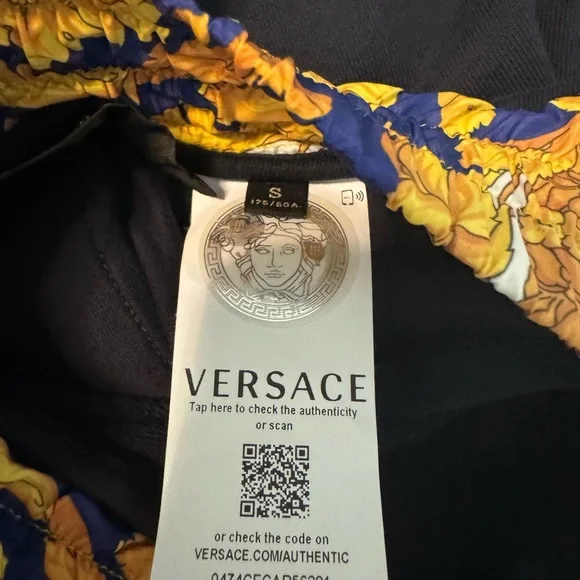 S
175/80A.
VERSACE
Tap here to check the authenticity
or scan
or check the code on
VERSACE.COM/AUTHENTIC